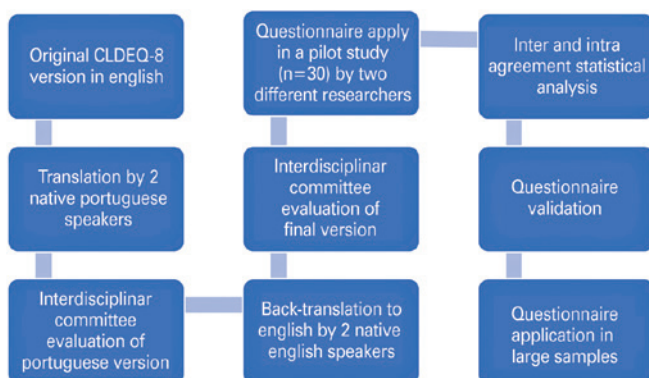 Original CLDEQ-8
version in english
Translation by 2
native portuguese
speakers
Interdisciplinar
committee
evaluation of
portuguese version
Back-translation to
english by 2 native
english speakers
Interdisciplinar
committee
evaluation of
final version
Questionnaire apply
in a pilot study
(n=30) by two
different researchers
Inter and intra
agreement statistical
analysis
Questionnaire
validation
Questionnaire
application in
large samples